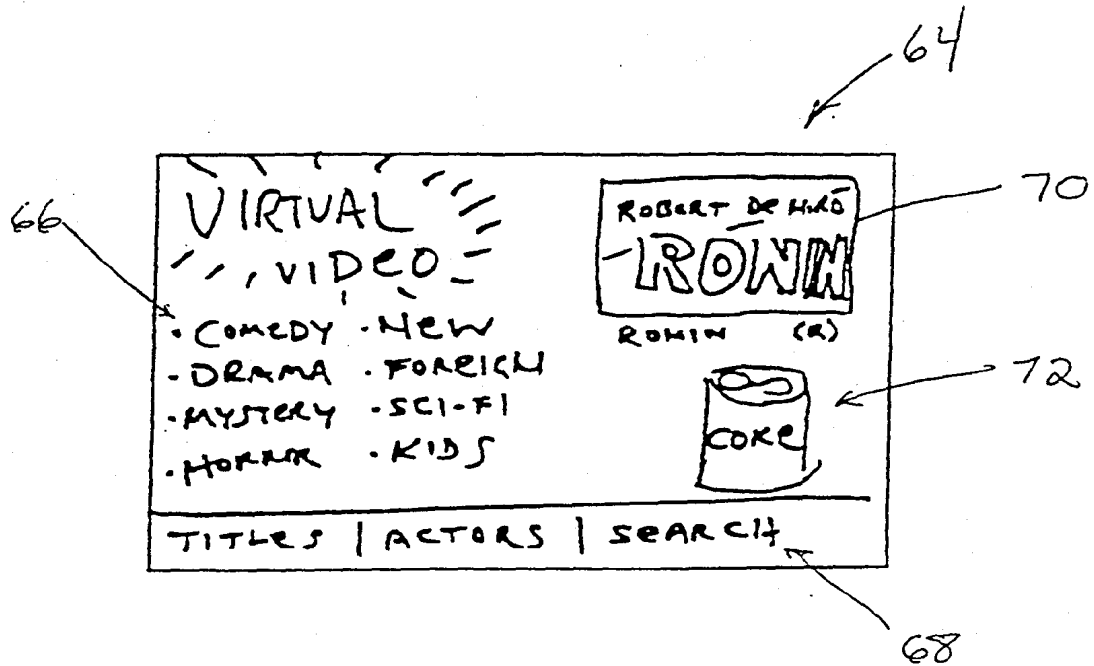 64
70
66
VIRTUAL
VIDEO
ROBERT DE NIRO
RONIN
RONIN (R)
· COMEDY · NEW
· DRAMA · FOREIGN
· MYSTERY · SCI-FI
· HORROR · KIDS
72
COKE
TITLES | ACTORS | SEARCH
68